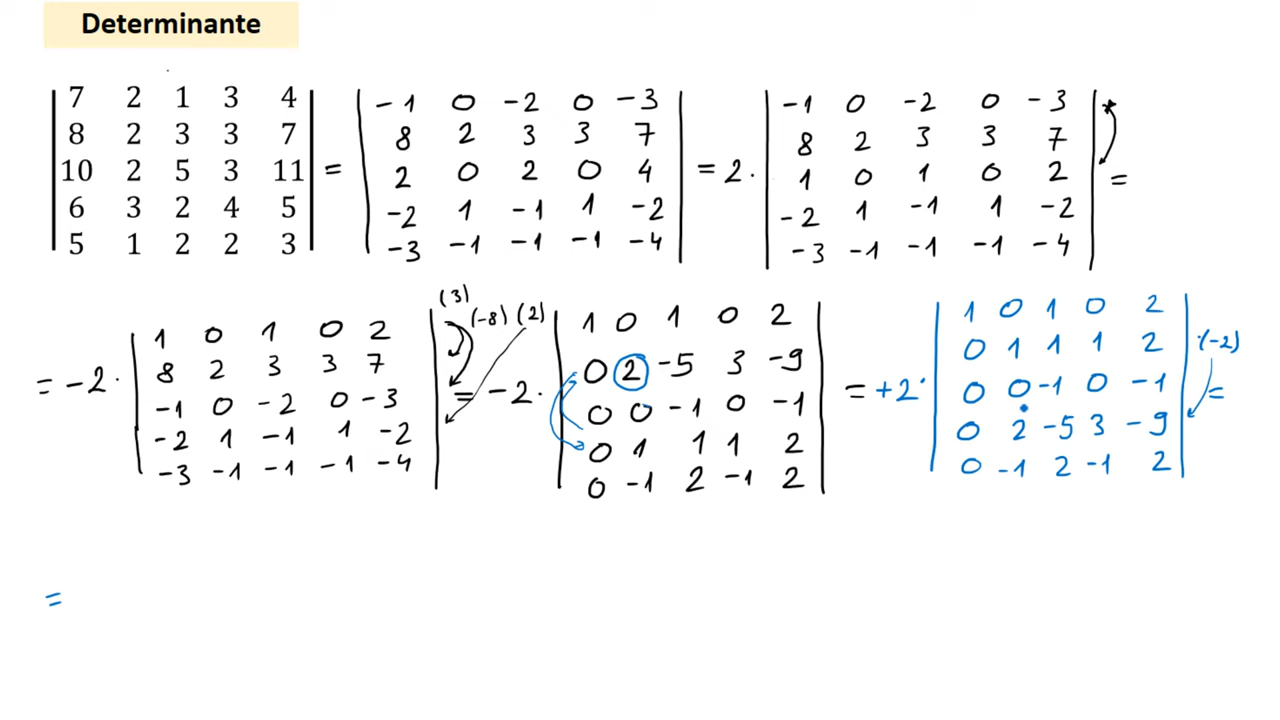 Determinante
| 7 2 1 3 4 | | -1 0 -2 0 -3 | | -1 0 -2 0 -3 |
| 8 2 3 3 7 | | 8 2 3 3 7 | | 8 2 3 3 7 |
| 10 2 5 3 11 | = | 2 0 2 0 4 | = 2 · | 1 0 1 0 2 | =
| 6 3 2 4 5 | | -2 1 -1 1 -2 | | -2 1 -1 1 -2 |
| 5 1 2 2 3 | | -3 -1 -1 -1 -4 | | -3 -1 -1 -1 -4 |
(3) (-8) (2)
| 1 0 1 0 2 | | 1 0 1 0 2 | | 1 0 1 0 2 |
| 8 2 3 3 7 | | 0 2 -5 3 -9 | | 0 1 1 1 2 | ·(-2)
= -2 · | -1 0 -2 0 -3 | = -2 · | 0 0 -1 0 -1 | = +2 · | 0 0 -1 0 -1 | =
| -2 1 -1 1 -2 | | 0 1 1 1 2 | | 0 2 -5 3 -9 |
| -3 -1 -1 -1 -4 | | 0 -1 2 -1 2 | | 0 -1 2 -1 2 |
=